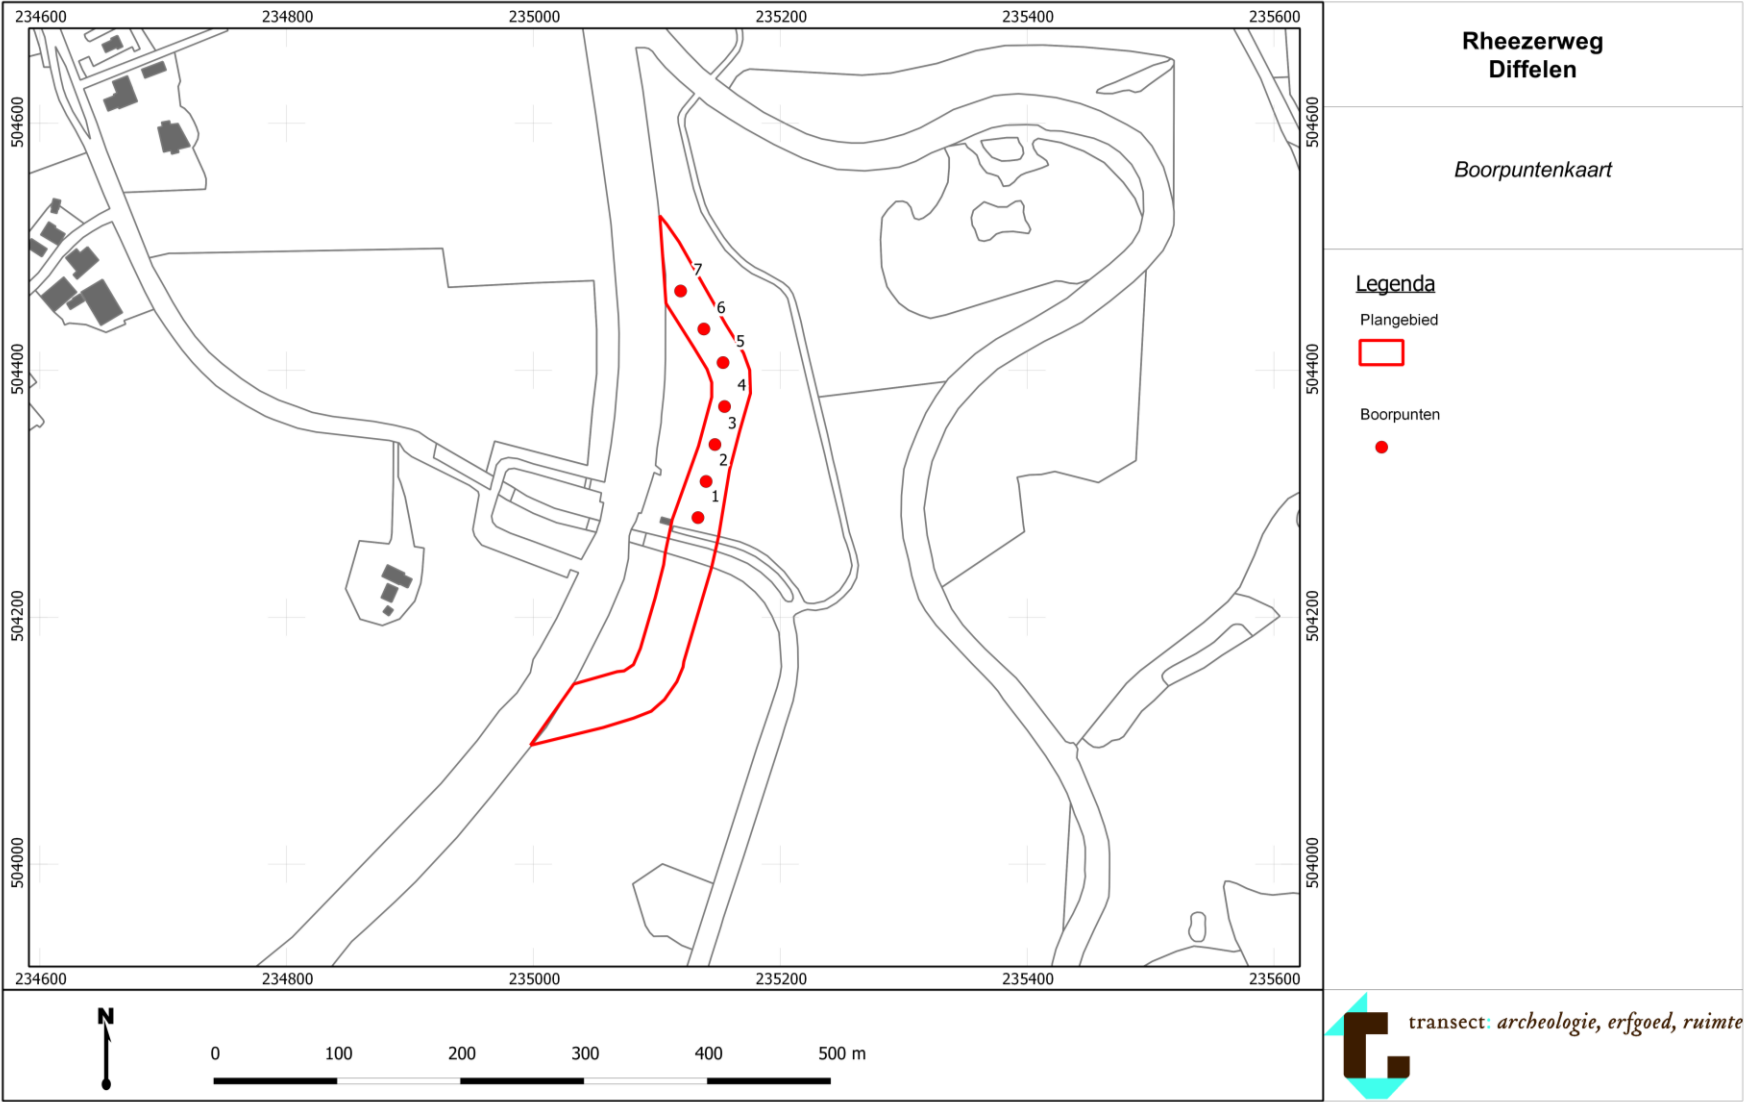 234600 234800 235000 235200 235400 235600
504600 504600
504400 504400
504200 504200
504000 504000
7
6
5
4
3
2
1
234600 234800 235000 235200 235400 235600
N
0 100 200 300 400 500 m
Rheezerweg
Diffelen
Boorpuntenkaart
Legenda
Plangebied
Boorpunten
transect: archeologie, erfgoed, ruimte